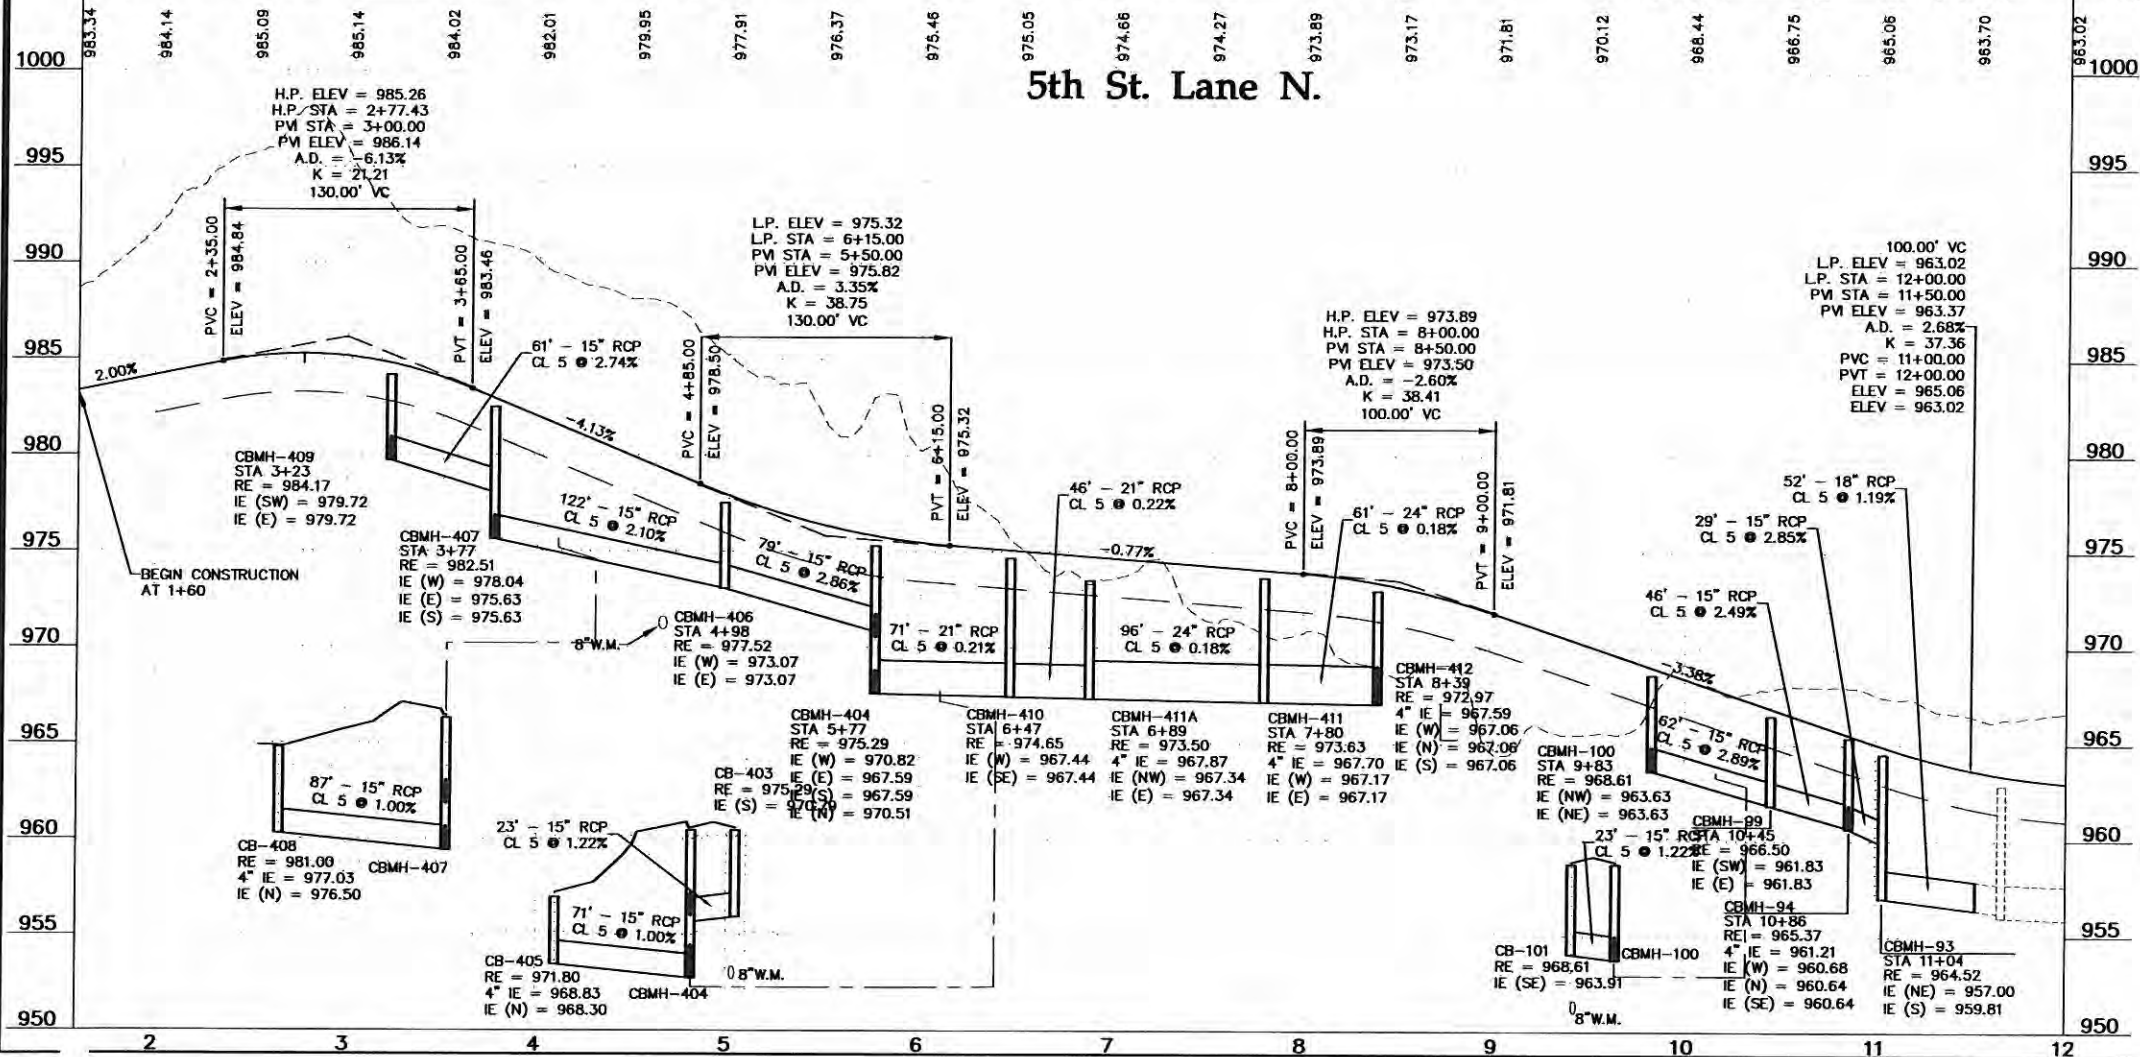 983.34
984.14
985.09
985.14
984.02
982.01
979.95
977.91
976.37
975.46
975.05
974.66
974.27
973.89
973.17
971.81
970.12
968.44
966.75
965.06
963.70
963.02
5th St. Lane N.
1000
995
990
985
980
975
970
965
960
955
950
1000
995
990
985
980
975
970
965
960
955
950
H.P. ELEV = 985.26
H.P. STA = 2+77.43
PVI STA = 3+00.00
PVI ELEV = 986.14
A.D. = -6.13%
K = 21.21
130.00' VC
PVC = 2+35.00
ELEV = 984.84
PVT = 3+65.00
ELEV = 983.46
2.00%
BEGIN CONSTRUCTION
AT 1+60
61' - 15" RCP
CL 5 @ 2.74%
-4.13%
CBMH-409
STA 3+23
RE = 984.17
IE (SW) = 979.72
IE (E) = 979.72
CBMH-407
STA 3+77
RE = 982.51
IE (W) = 978.04
IE (E) = 975.63
IE (S) = 975.63
122' - 15" RCP
CL 5 @ 2.10%
L.P. ELEV = 975.32
L.P. STA = 6+15.00
PVI STA = 5+50.00
PVI ELEV = 975.82
A.D. = 3.35%
K = 38.75
130.00' VC
PVC = 4+85.00
ELEV = 978.50
PVT = 6+15.00
ELEV = 975.32
79' - 15" RCP
CL 5 @ 2.86%
8"W.M.
CBMH-406
STA 4+98
RE = 977.52
IE (W) = 973.07
IE (E) = 973.07
71' - 21" RCP
CL 5 @ 0.21%
46' - 21" RCP
CL 5 @ 0.22%
-0.77%
96' - 24" RCP
CL 5 @ 0.18%
61' - 24" RCP
CL 5 @ 0.18%
H.P. ELEV = 973.89
H.P. STA = 8+00.00
PVI STA = 8+50.00
PVI ELEV = 973.50
A.D. = -2.60%
K = 38.41
100.00' VC
PVC = 8+00.00
ELEV = 973.89
PVT = 9+00.00
ELEV = 971.81
CBMH-404
STA 5+77
RE = 975.29
IE (W) = 970.82
IE (E) = 967.59
IE (S) = 967.59
IE (N) = 970.51
CBMH-410
STA 6+47
RE = 974.65
IE (W) = 967.44
IE (SE) = 967.44
CBMH-411A
STA 6+89
RE = 973.50
4" IE = 967.87
IE (NW) = 967.34
IE (E) = 967.34
CBMH-411
STA 7+80
RE = 973.63
4" IE = 967.70
IE (W) = 967.17
IE (E) = 967.17
CBMH-412
STA 8+39
RE = 972.97
4" IE = 967.59
IE (W) = 967.06
IE (N) = 967.06
IE (S) = 967.06
100.00' VC
L.P. ELEV = 963.02
L.P. STA = 12+00.00
PVI STA = 11+50.00
PVI ELEV = 963.37
A.D. = 2.68%
K = 37.36
PVC = 11+00.00
PVT = 12+00.00
ELEV = 965.06
ELEV = 963.02
52' - 18" RCP
CL 5 @ 1.19%
29' - 15" RCP
CL 5 @ 2.85%
46' - 15" RCP
CL 5 @ 2.49%
-3.38%
62' - 15" RCP
CL 5 @ 2.89%
CBMH-100
STA 9+83
RE = 968.61
IE (NW) = 963.63
IE (NE) = 963.63
CBMH-99
STA 10+45
RE = 966.50
IE (SW) = 961.83
IE (E) = 961.83
CBMH-94
STA 10+86
RE = 965.37
4" IE = 961.21
IE (W) = 960.68
IE (N) = 960.64
IE (SE) = 960.64
CBMH-93
STA 11+04
RE = 964.52
IE (NE) = 957.00
IE (S) = 959.81
87' - 15" RCP
CL 5 @ 1.00%
CB-408
RE = 981.00
4" IE = 977.03
IE (N) = 976.50
CBMH-407
CB-403
RE = 975.29
IE (S) =
23' - 15" RCP
CL 5 @ 1.22%
71' - 15" RCP
CL 5 @ 1.00%
CB-405
RE = 971.80
4" IE = 968.83
IE (N) = 968.30
CBMH-404
8"W.M.
23' - 15" RCP
CL 5 @ 1.22%
CB-101
RE = 968.61
IE (SE) = 963.91
CBMH-100
8"W.M.
2 3 4 5 6 7 8 9 10 11 12